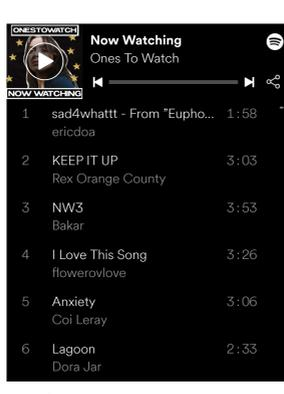 ONESTOWATCH
NOW WATCHING
Now Watching
Ones To Watch
1 sad4whattt - From "Eupho... 1:58
ericdoa
2 KEEP IT UP 3:03
Rex Orange County
3 NW3 3:53
Bakar
4 I Love This Song 3:26
flowerovlove
5 Anxiety 3:06
Coi Leray
6 Lagoon 2:33
Dora Jar